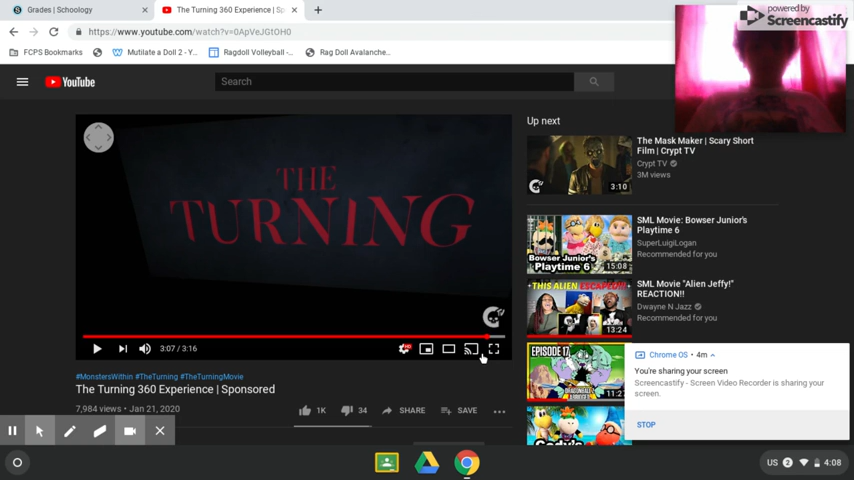 Grades | Schoology
The Turning 360 Experience | Sp
https://www.youtube.com/watch?v=0ApVeJGtOH0
FCPS Bookmarks
Mutilate a Doll 2 - Y...
Ragdoll Volleyball -...
Rag Doll Avalanche...
powered by
Screencastify
YouTube
Search
THE
TURNING
3:07 / 3:16
HD
#MonstersWithin #TheTurning #TheTurningMovie
The Turning 360 Experience | Sponsored
7,984 views • Jan 21, 2020
1K
34
SHARE
SAVE
Up next
The Mask Maker | Scary Short
Film | Crypt TV
Crypt TV
3M views
3:10
SML Movie: Bowser Junior's
Playtime 6
SuperLuigiLogan
Recommended for you
Bowser Junior's
Playtime 6
15:08
SML Movie "Alien Jeffy!"
REACTION!!
Dwayne N Jazz
Recommended for you
THIS ALIEN ESCAPED!
13:24
EPISODE 17
11:27
Cody's
Chrome OS • 4m
You're sharing your screen
Screencastify - Screen Video Recorder is sharing your
screen.
STOP
US
2
4:08